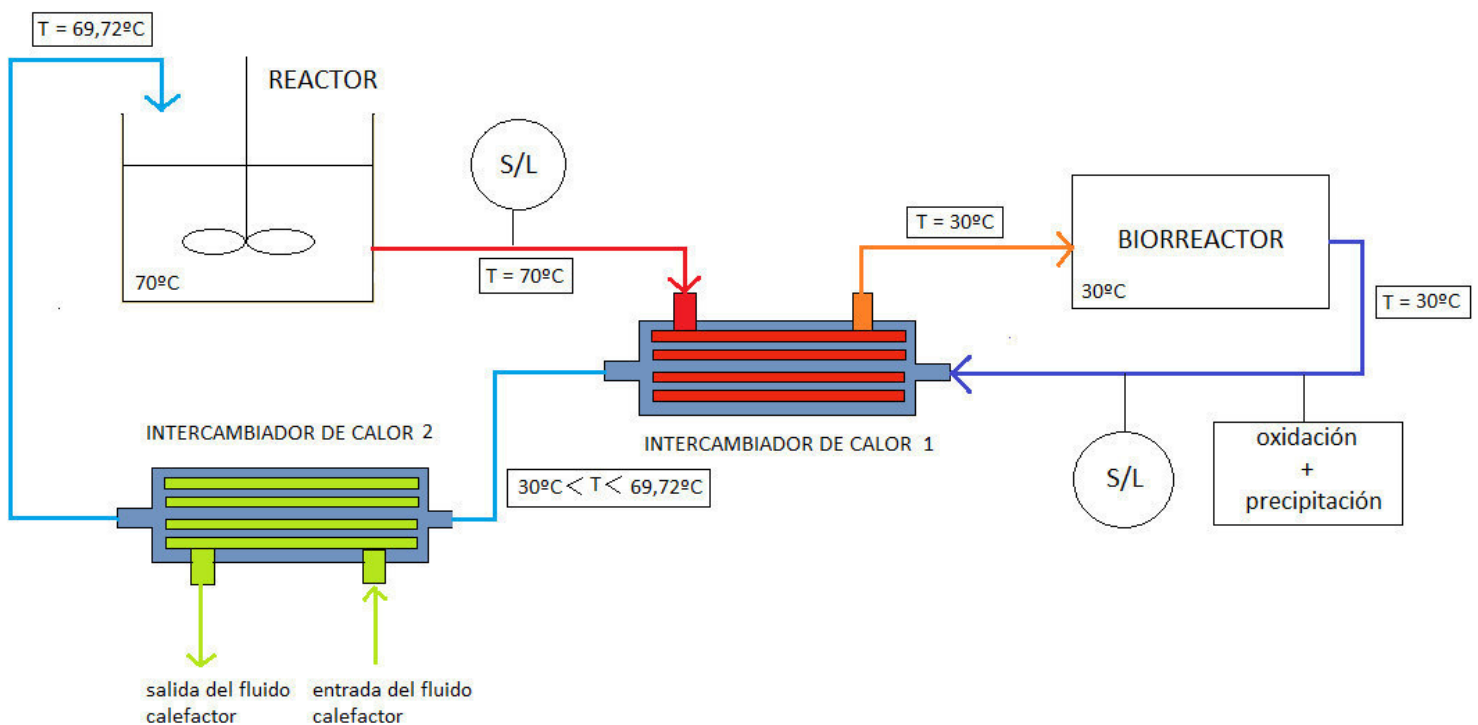 T = 69,72ºC
REACTOR
S/L
70ºC
T = 70ºC
T = 30ºC
BIORREACTOR
30ºC
T = 30ºC
INTERCAMBIADOR DE CALOR 2
INTERCAMBIADOR DE CALOR 1
30ºC < T < 69,72ºC
S/L
oxidación
+
precipitación
salida del fluido
calefactor
entrada del fluido
calefactor